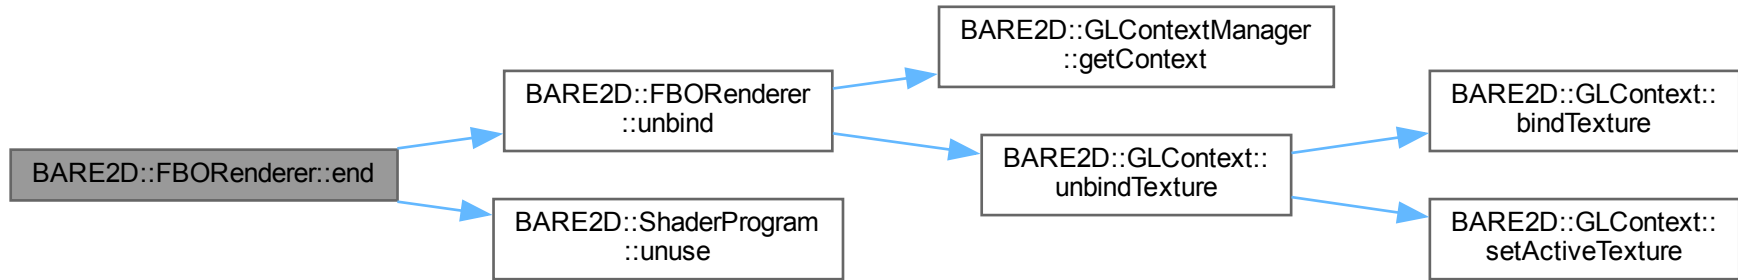 BARE2D::FBORenderer::end
BARE2D::FBORenderer
::unbind
BARE2D::ShaderProgram
::unuse
BARE2D::GLContextManager
::getContext
BARE2D::GLContext::
unbindTexture
BARE2D::GLContext::
bindTexture
BARE2D::GLContext::
setActiveTexture